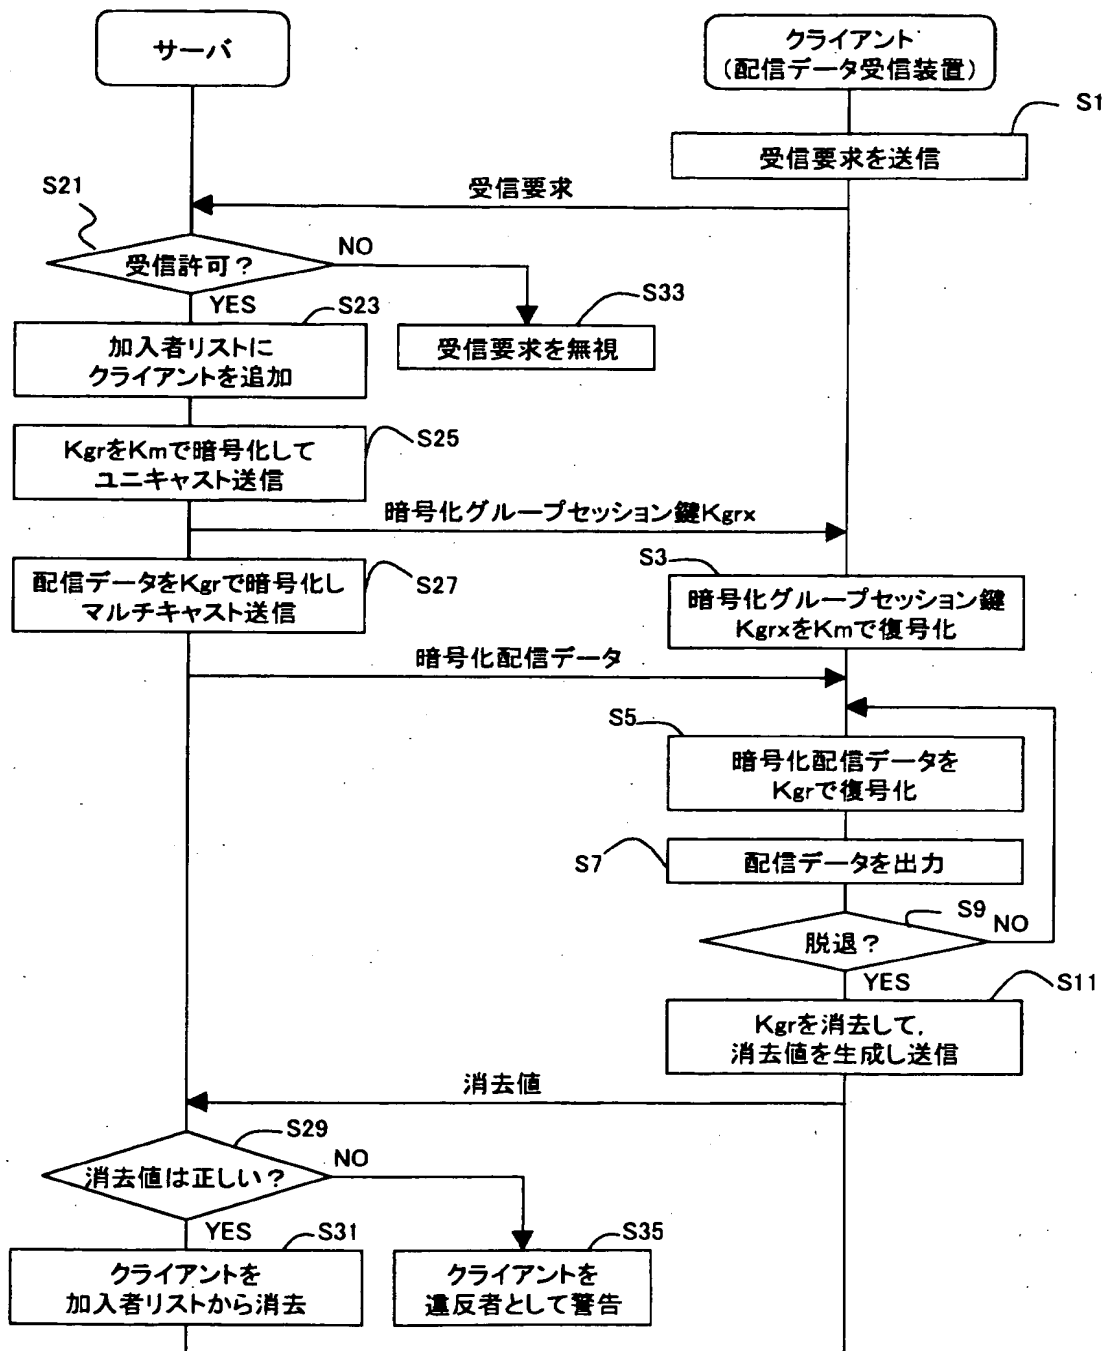 サーバ
クライアント
(配信データ受信装置)
S1
受信要求を送信
受信要求
S21
受信許可?
NO
YES
S23
加入者リストに
クライアントを追加
S33
受信要求を無視
KgrをKmで暗号化して
ユニキャスト送信
S25
暗号化グループセッション鍵Kgrx
配信データをKgrで暗号化し
マルチキャスト送信
S27
S3
暗号化グループセッション鍵
KgrxをKmで復号化
暗号化配信データ
S5
暗号化配信データを
Kgrで復号化
S7
配信データを出力
S9
脱退?
NO
YES
S11
Kgrを消去して,
消去値を生成し送信
消去値
S29
消去値は正しい?
NO
YES
S31
クライアントを
加入者リストから消去
S35
クライアントを
違反者として警告